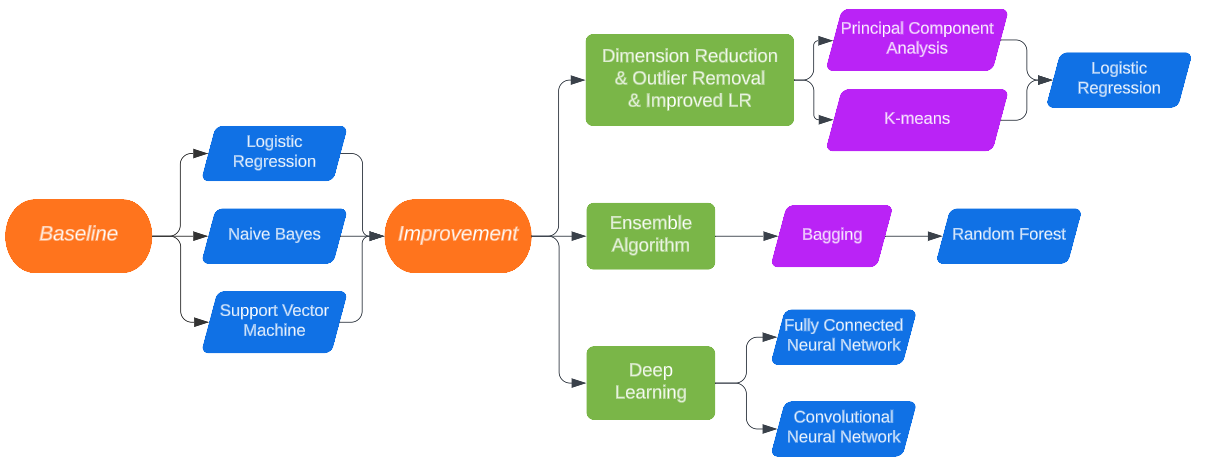 Baseline
Logistic
Regression
Naive Bayes
Support Vector
Machine
Improvement
Dimension Reduction
& Outlier Removal
& Improved LR
Principal Component
Analysis
K-means
Logistic
Regression
Ensemble
Algorithm
Bagging
Random Forest
Deep
Learning
Fully Connected
Neural Network
Convolutional
Neural Network